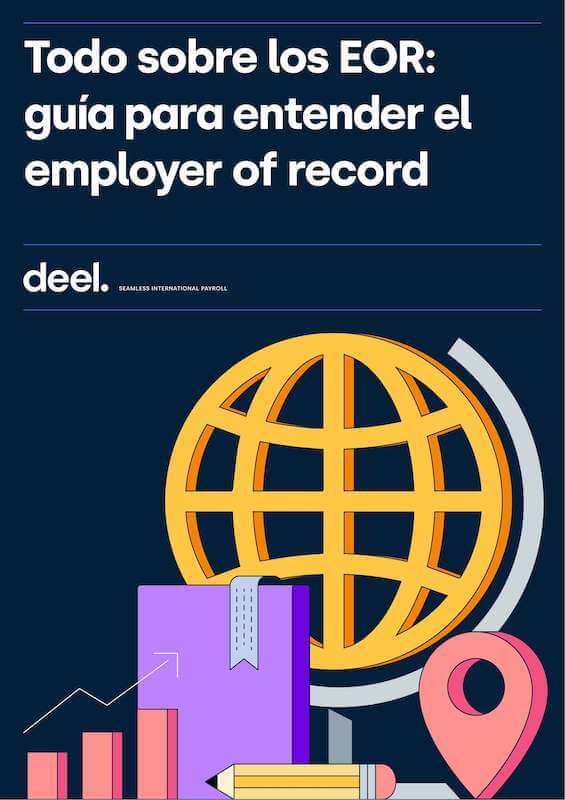 Todo sobre los EOR:
guía para entender el
employer of record
deel. SEAMLESS INTERNATIONAL PAYROLL